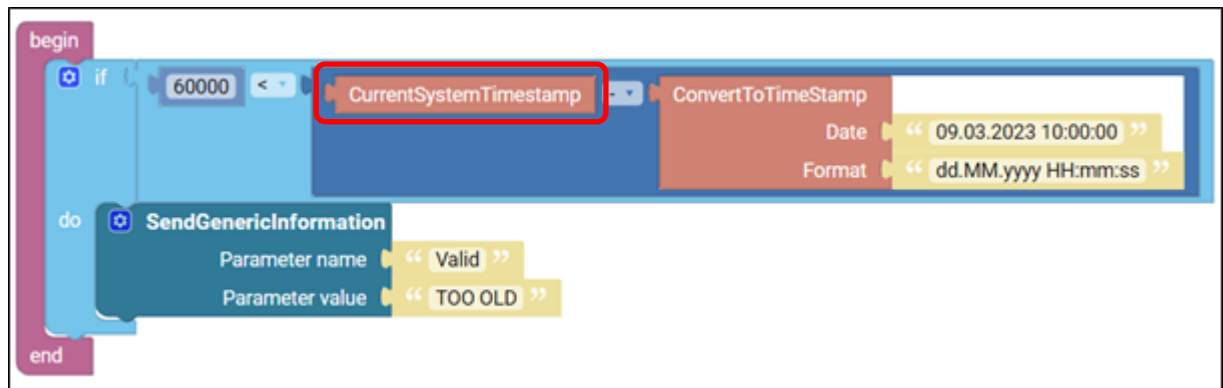 begin
if 60000 < CurrentSystemTimestamp - ConvertToTimeStamp
Date “ 09.03.2023 10:00:00 ”
Format “ dd.MM.yyyy HH:mm:ss ”
do SendGenericInformation
Parameter name “ Valid ”
Parameter value “ TOO OLD ”
end